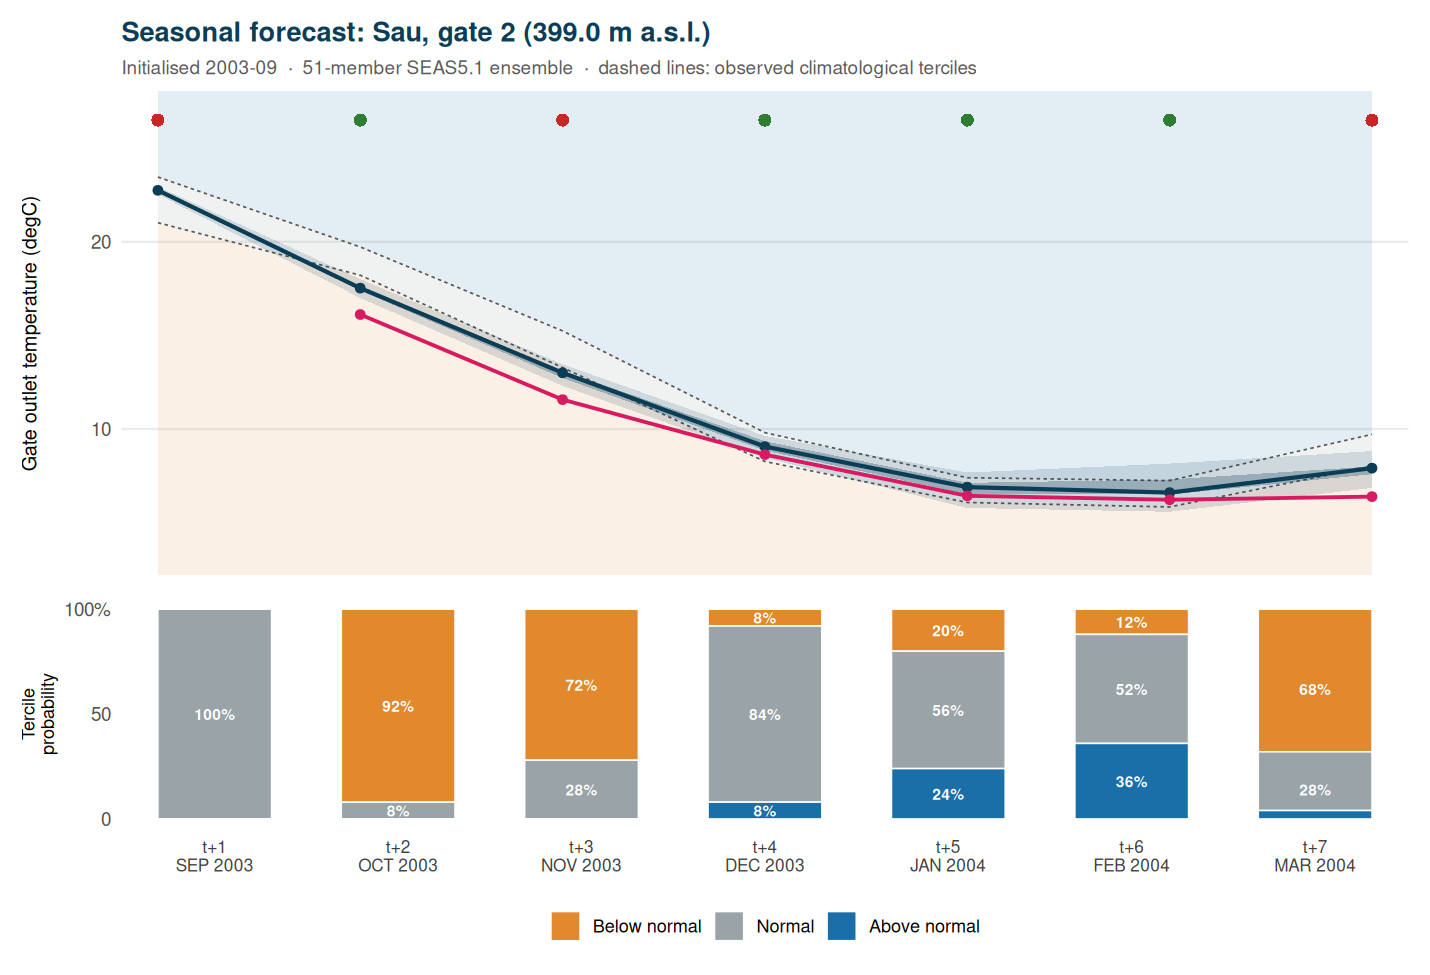 Seasonal forecast: Sau, gate 2 (399.0 m a.s.l.)
Initialised 2003-09 · 51-member SEAS5.1 ensemble · dashed lines: observed climatological terciles
Gate outlet temperature (degC)
20
10
Tercile
probability
100%
50
0
100%
92%
8%
72%
28%
8%
84%
8%
20%
56%
24%
12%
52%
36%
68%
28%
t+1
SEP 2003
t+2
OCT 2003
t+3
NOV 2003
t+4
DEC 2003
t+5
JAN 2004
t+6
FEB 2004
t+7
MAR 2004
Below normal
Normal
Above normal